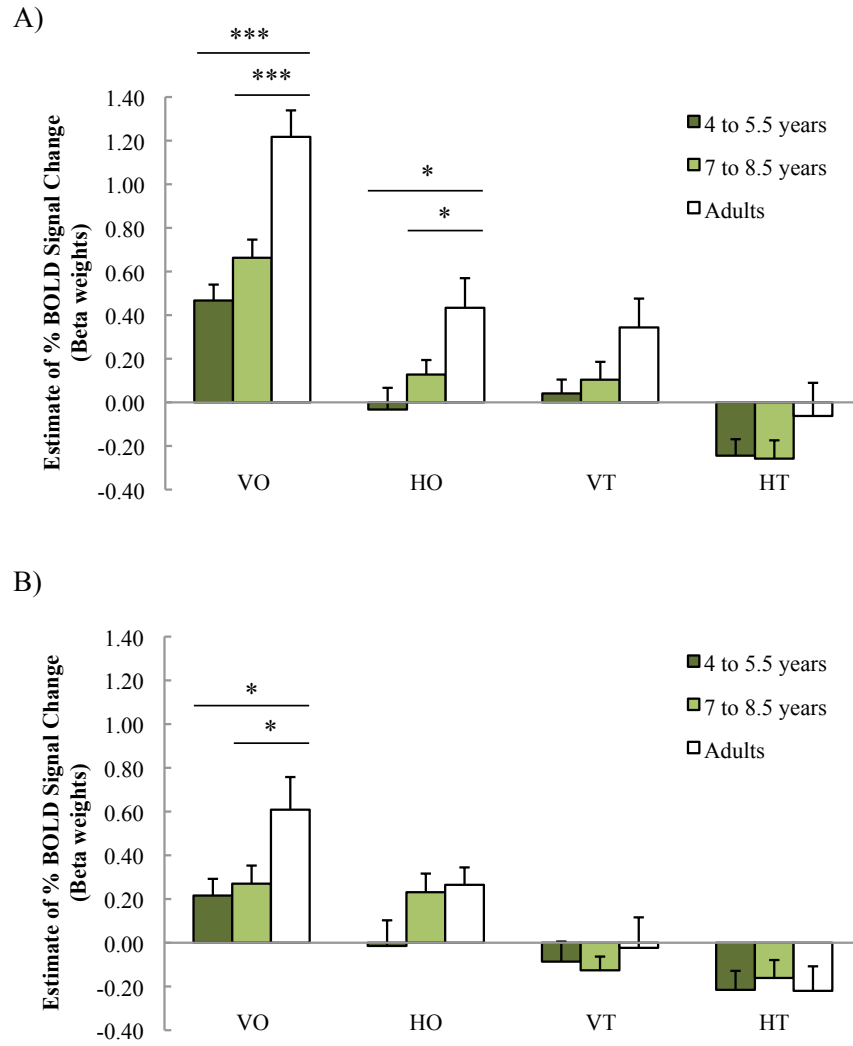 A)
***
***
1.40
1.20
1.00
0.80
0.60
0.40
0.20
0.00
-0.20
-0.40
Estimate of % BOLD Signal Change
(Beta weights)
4 to 5.5 years
7 to 8.5 years
Adults
*
*
VO HO VT HT
B)
1.40
1.20
1.00
0.80
0.60
0.40
0.20
0.00
-0.20
-0.40
Estimate of % BOLD Signal Change
(Beta weights)
4 to 5.5 years
7 to 8.5 years
Adults
*
*
VO HO VT HT